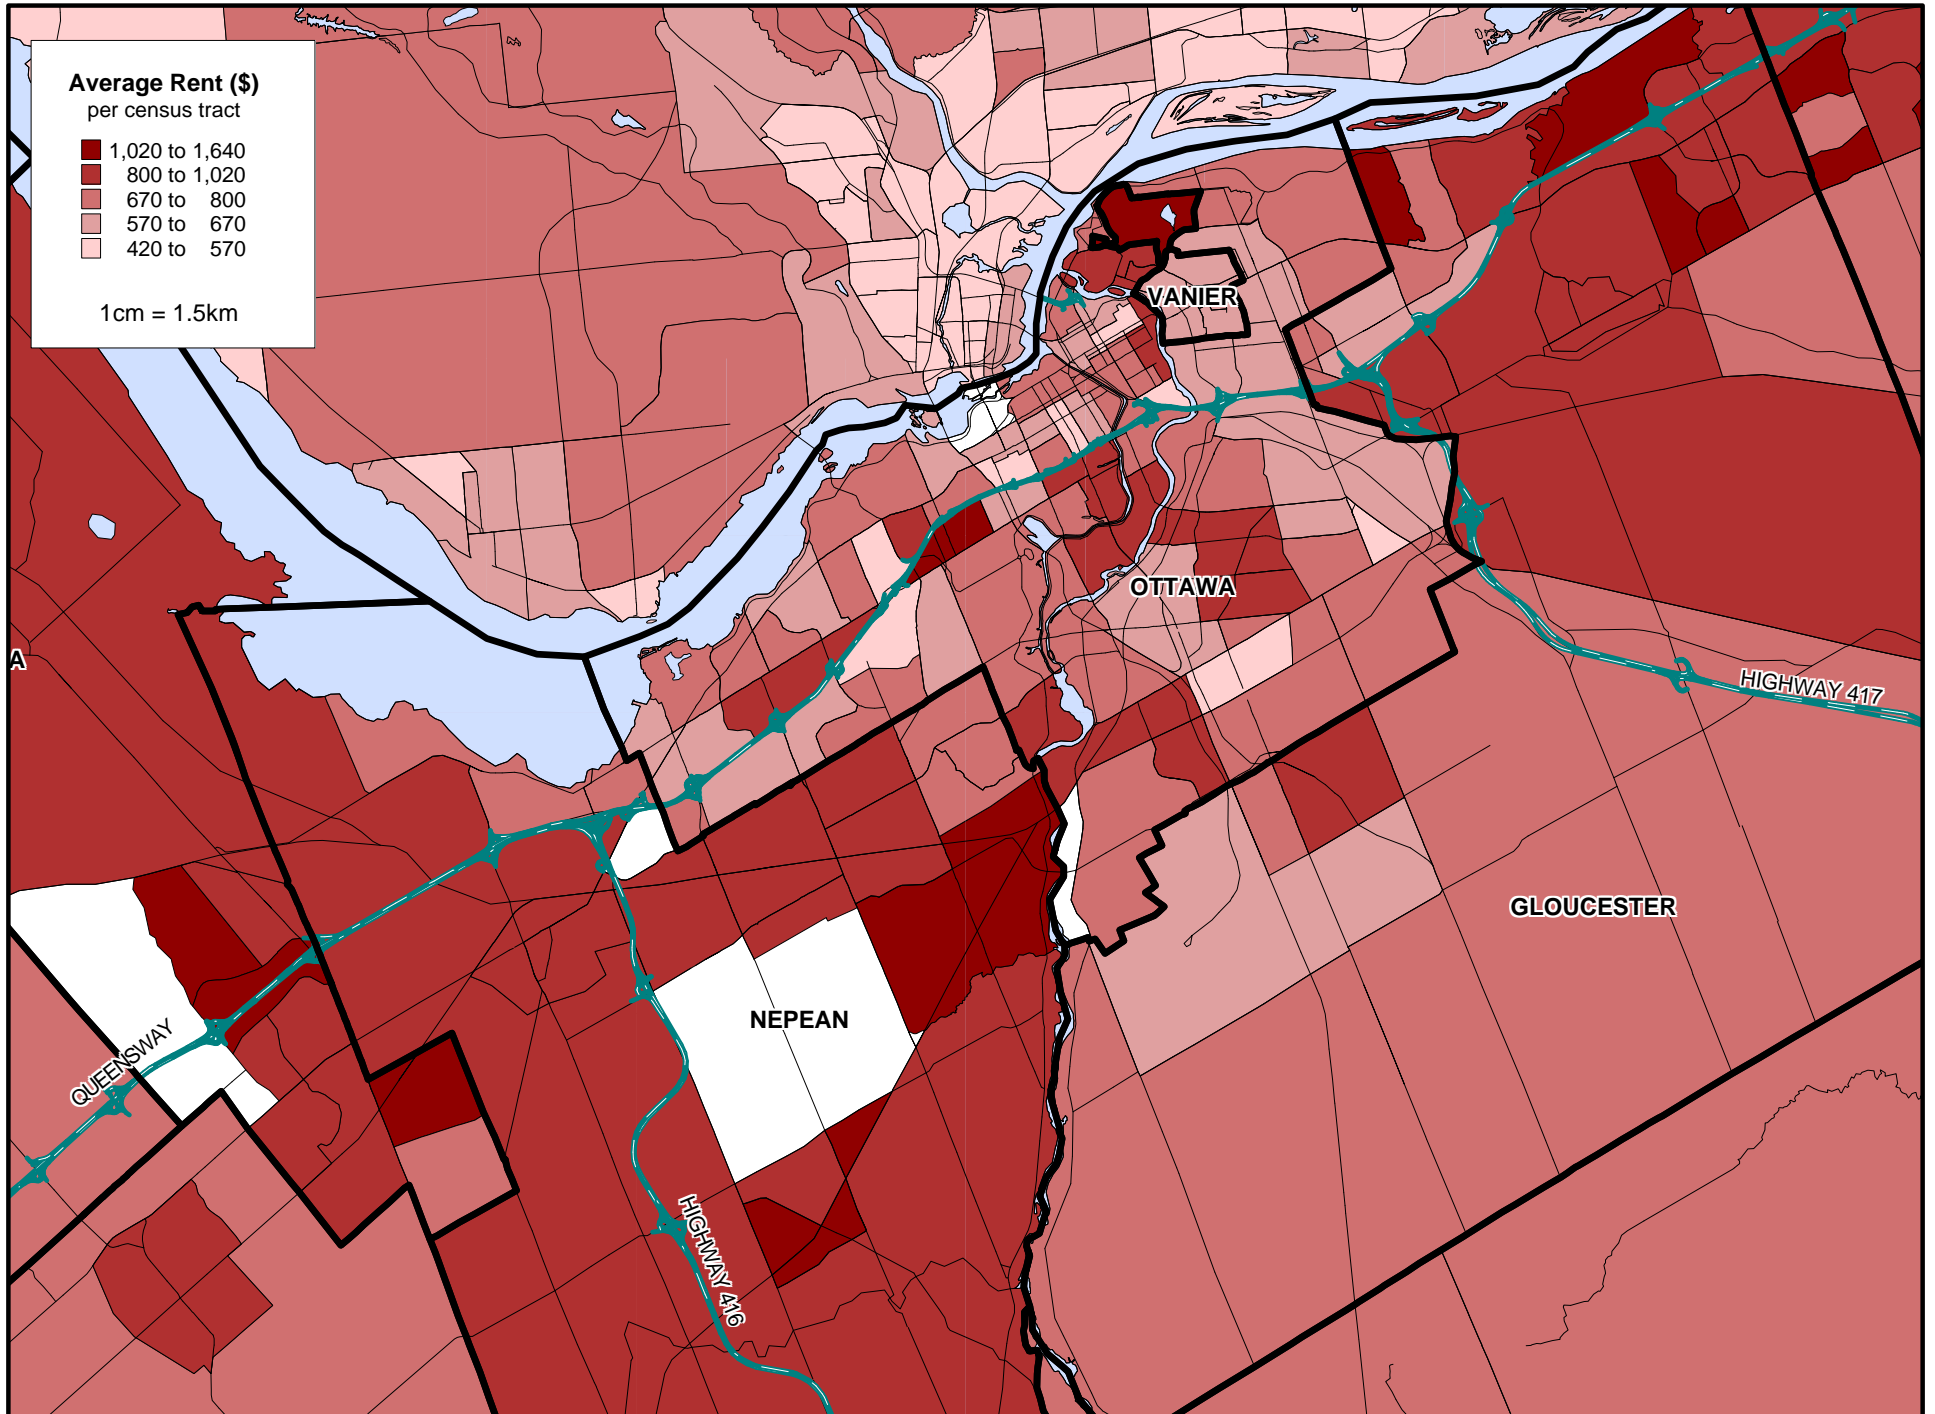 Average Rent ($)
per census tract
1,020 to 1,640
800 to 1,020
670 to 800
570 to 670
420 to 570
1cm = 1.5km
VANIER
OTTAWA
A
HIGHWAY 417
GLOUCESTER
NEPEAN
QUEENSWAY
HIGHWAY 416